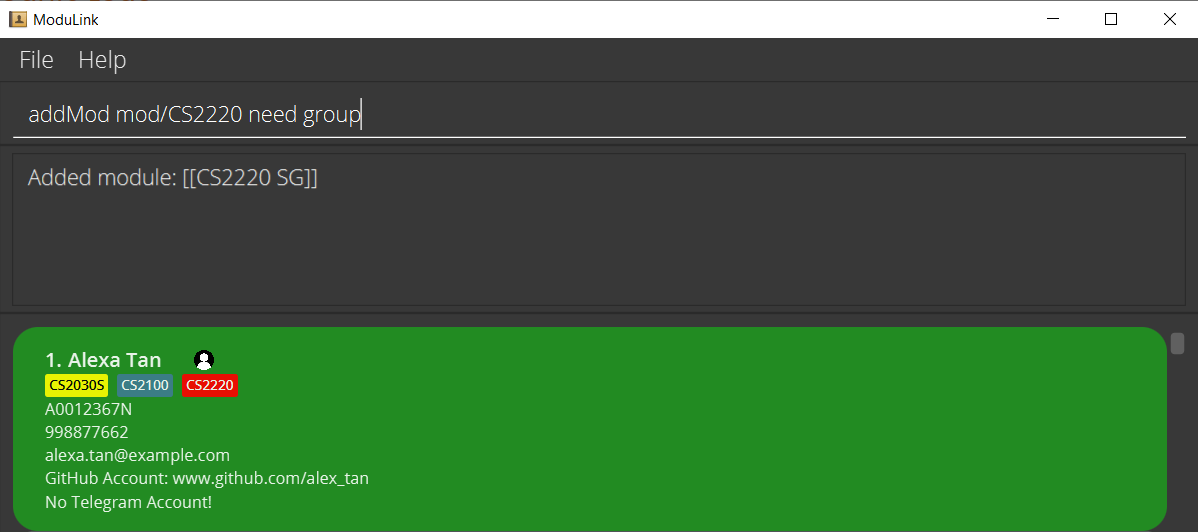 ModuLink
File Help
addMod mod/CS2220 need group
Added module: [[CS2220 SG]]
1. Alexa Tan
CS2030S CS2100 CS2220
A0012367N
998877662
alexa.tan@example.com
GitHub Account: www.github.com/alex_tan
No Telegram Account!